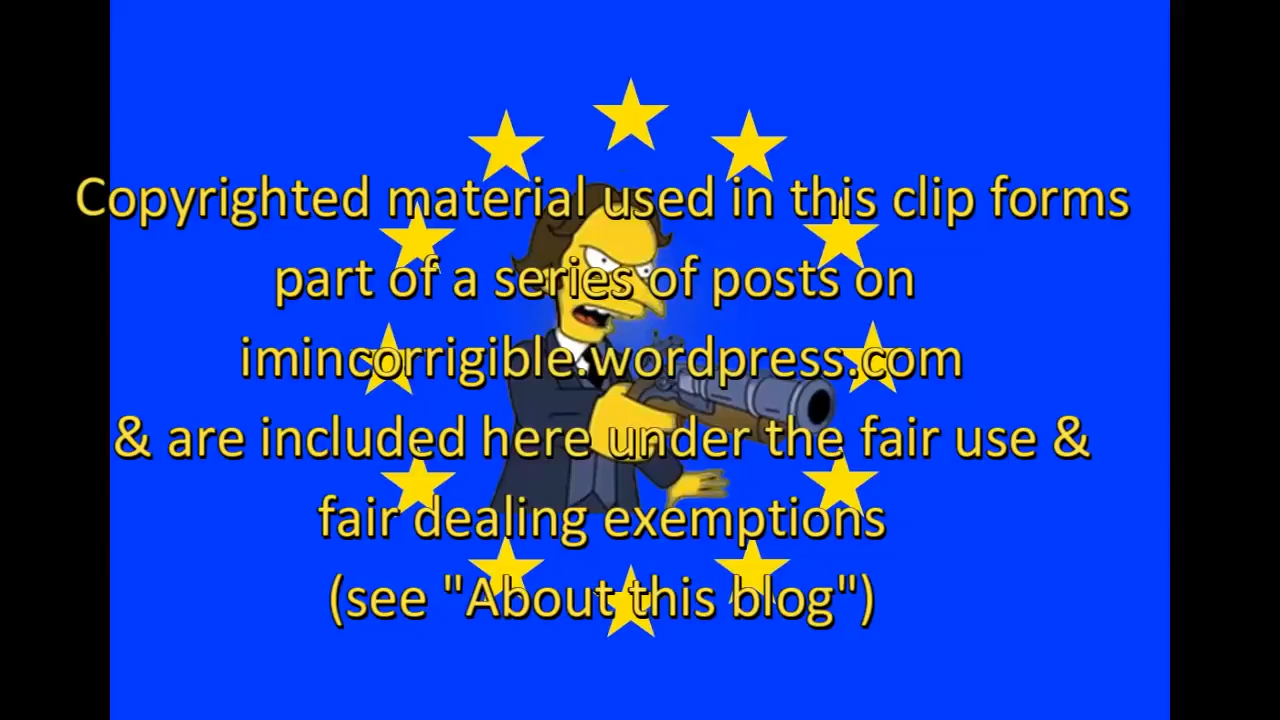 Copyrighted material used in this clip forms
part of a series of posts on
imincorrigible.wordpress.com
& are included here under the fair use &
fair dealing exemptions
(see "About this blog")